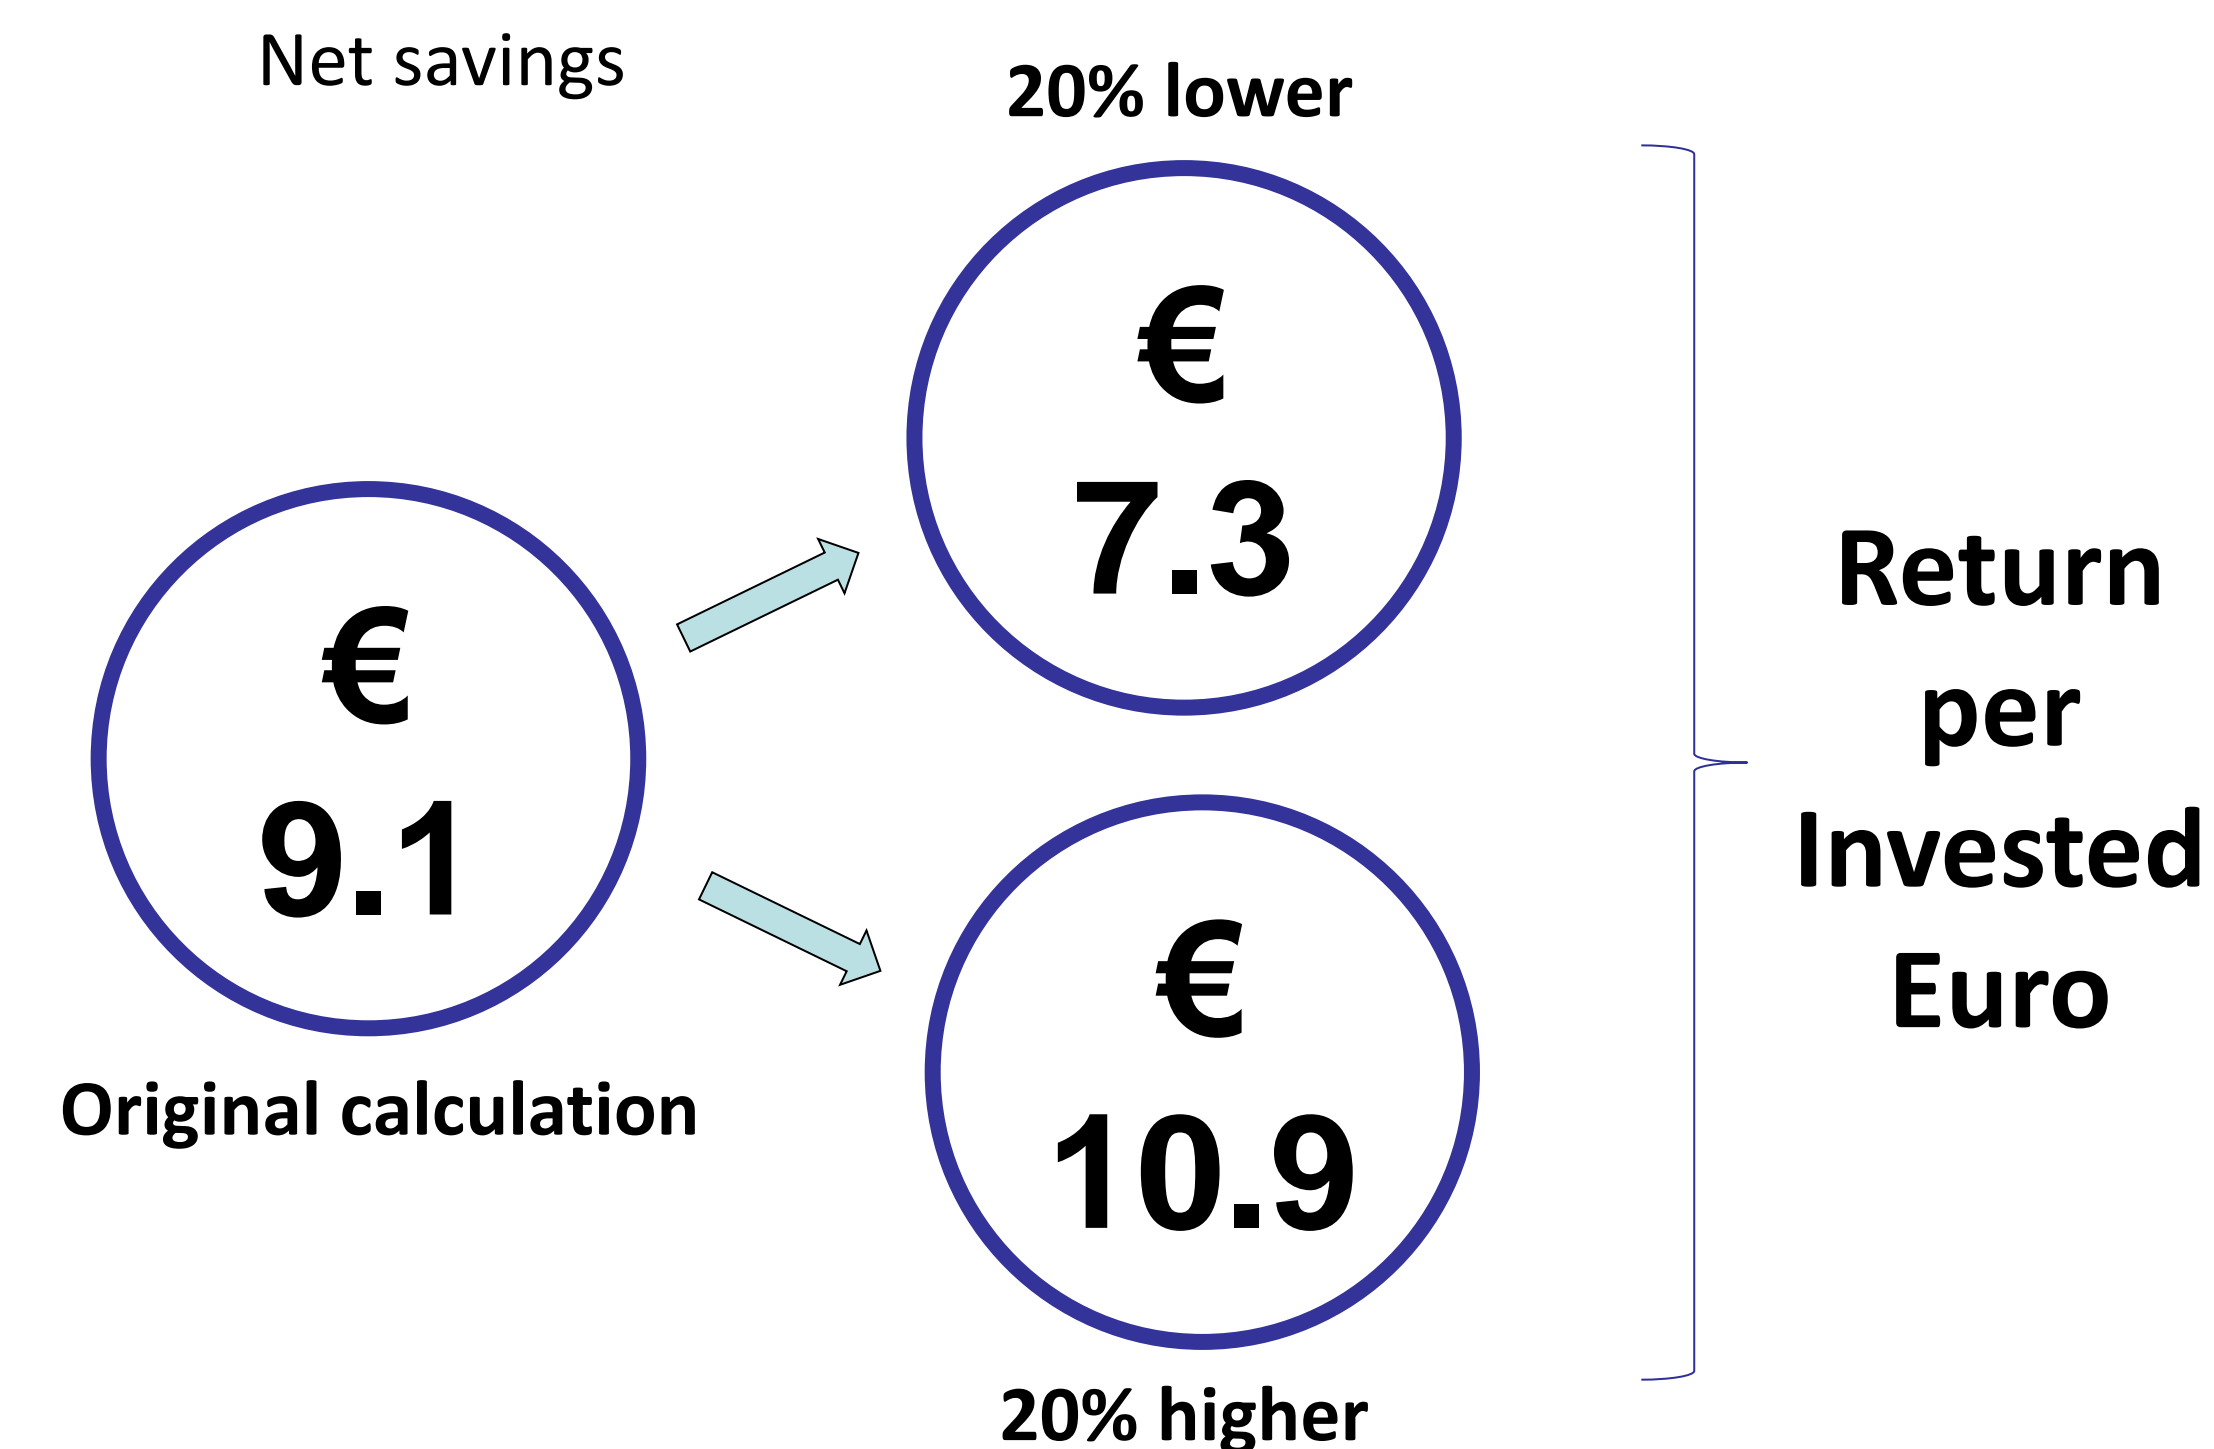 Net savings
20% lower
€
7.3
€
9.1
Original calculation
€
10.9
20% higher
Return
per
Invested
Euro